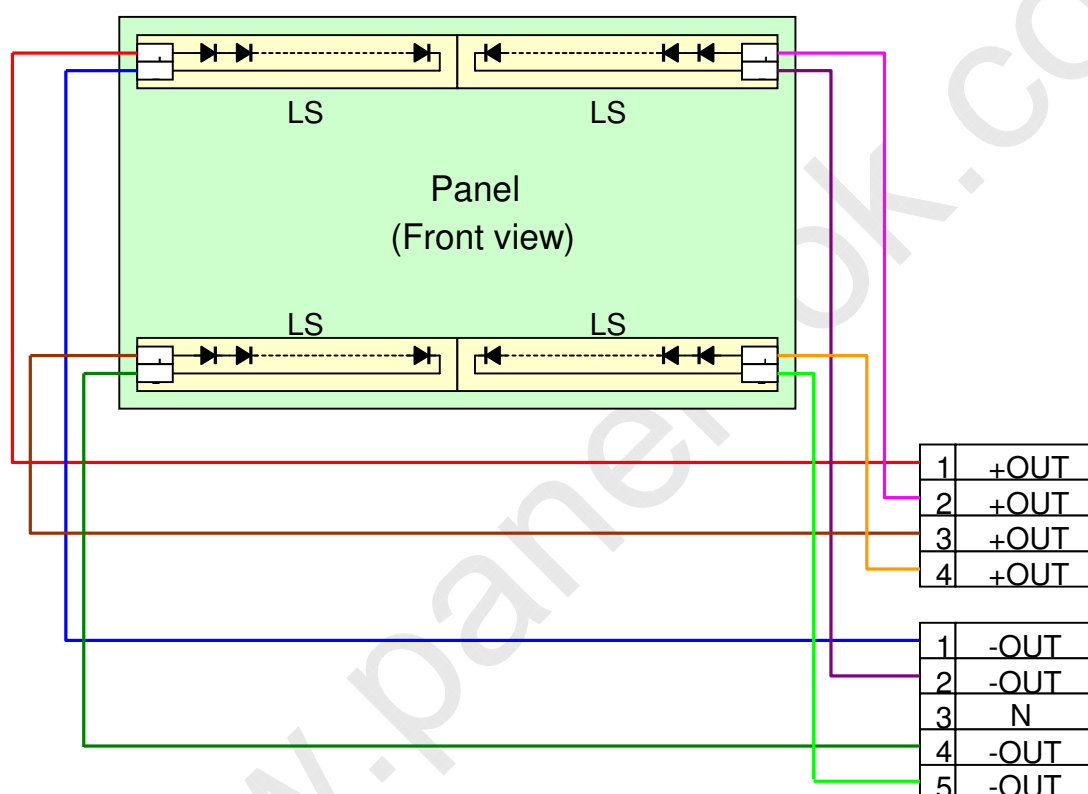 LS LS
Panel
(Front view)
LS LS
1 +OUT
2 +OUT
3 +OUT
4 +OUT
1 -OUT
2 -OUT
3 N
4 -OUT
5 -OUT